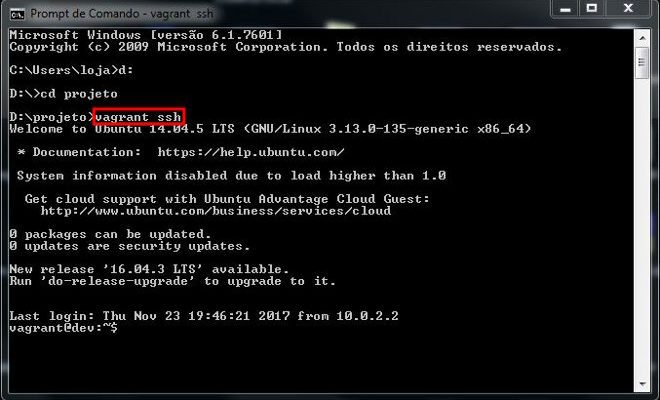 Prompt de Comando - vagrant ssh
Microsoft Windows [versão 6.1.7601]
Copyright (c) 2009 Microsoft Corporation. Todos os direitos reservados.
C:\Users\loja>d:
D:\>cd projeto
D:\projeto>vagrant ssh
Welcome to Ubuntu 14.04.5 LTS (GNU/Linux 3.13.0-135-generic x86_64)
* Documentation:  https://help.ubuntu.com/
System information disabled due to load higher than 1.0
Get cloud support with Ubuntu Advantage Cloud Guest:
http://www.ubuntu.com/business/services/cloud
0 packages can be updated.
0 updates are security updates.
New release '16.04.3 LTS' available.
Run 'do-release-upgrade' to upgrade to it.
Last login: Thu Nov 23 19:46:21 2017 from 10.0.2.2
vagrant@dev:~$